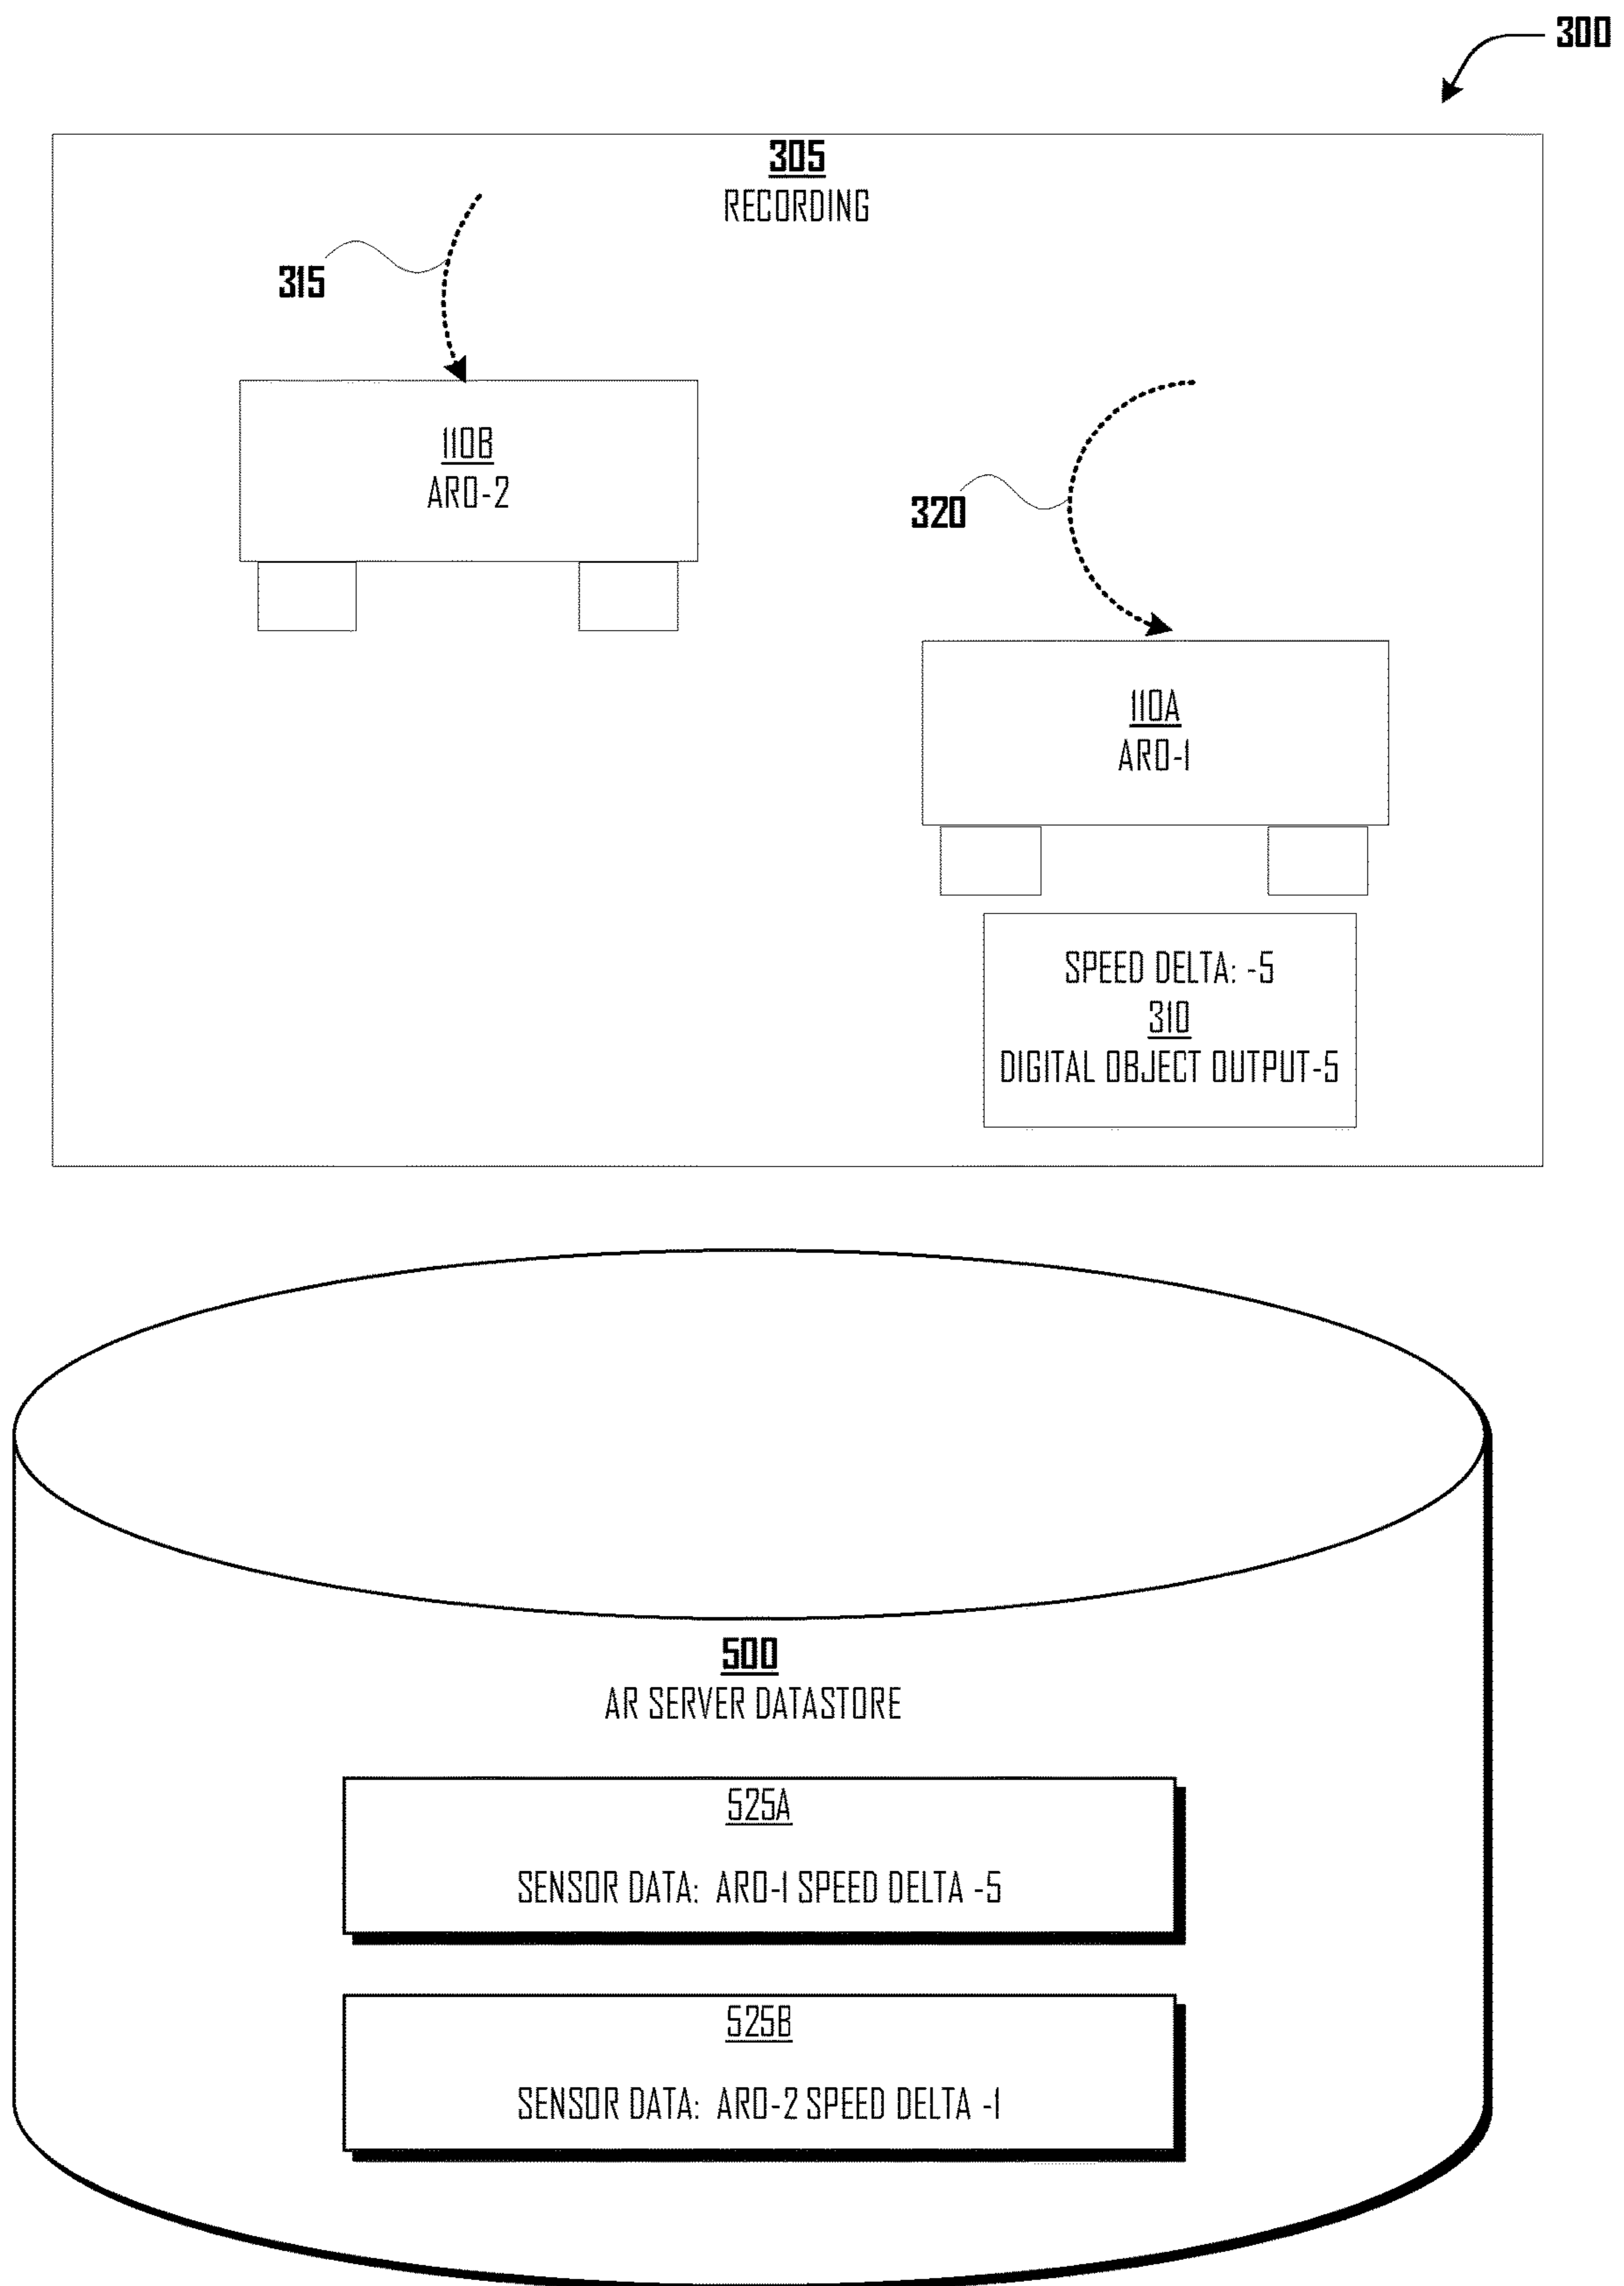 300
305
RECORDING
315
110B
ARO-2
320
110A
ARO-1
SPEED DELTA: -5
310
DIGITAL OBJECT OUTPUT-5
500
AR SERVER DATASTORE
525A
SENSOR DATA: ARO-1 SPEED DELTA -5
525B
SENSOR DATA: ARO-2 SPEED DELTA -1